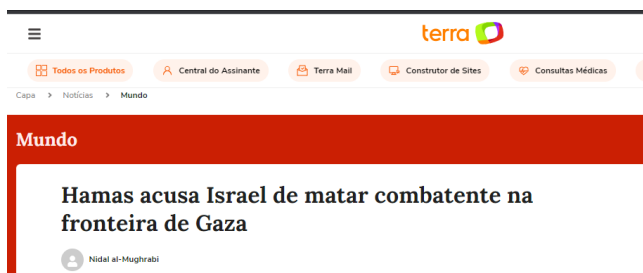 terra
Todos os Produtos Central do Assinante Terra Mail Construtor de Sites Consultas Médicas
Capa > Notícias > Mundo
Mundo
Hamas acusa Israel de matar combatente na
fronteira de Gaza
Nidal al-Mughrabi